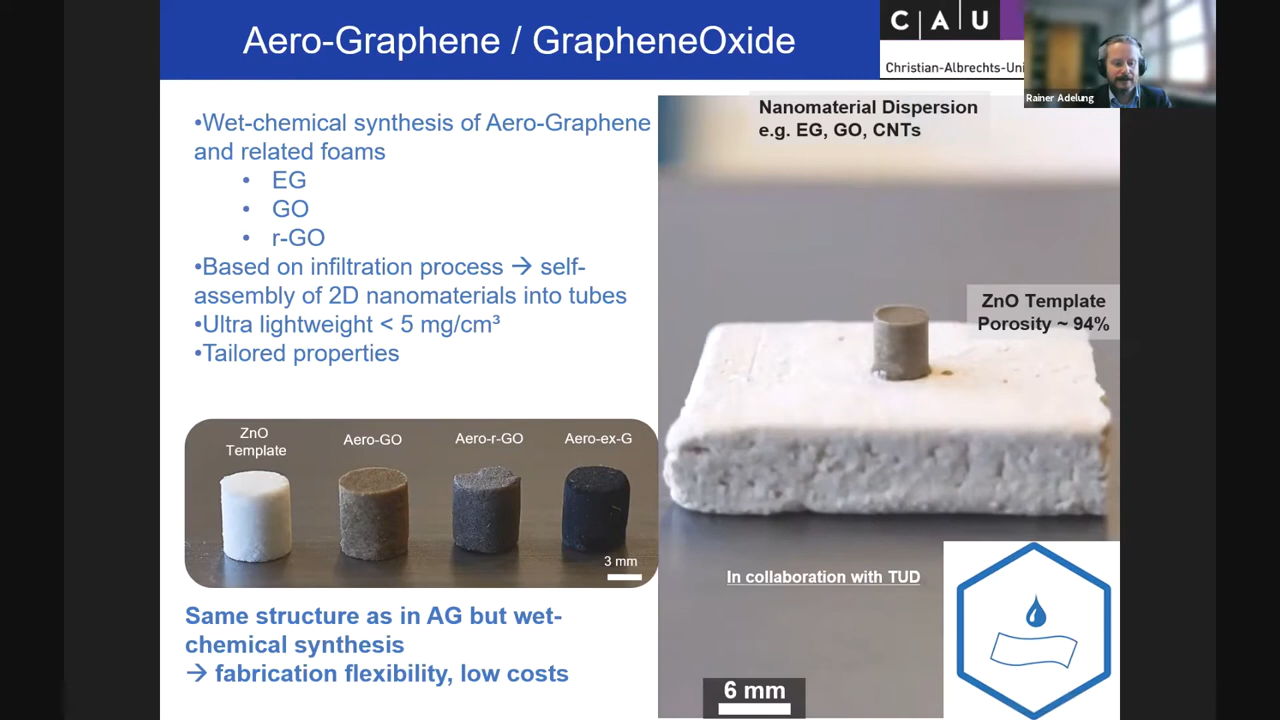 Aero-Graphene / GrapheneOxide
C A U
Christian-Albrechts-Uni
Rainer Adelung
•Wet-chemical synthesis of Aero-Graphene
and related foams
• EG
• GO
• r-GO
•Based on infiltration process → self-
assembly of 2D nanomaterials into tubes
•Ultra lightweight < 5 mg/cm³
•Tailored properties
ZnO
Template
Aero-GO
Aero-r-GO
Aero-ex-G
3 mm
Same structure as in AG but wet-
chemical synthesis
→ fabrication flexibility, low costs
Nanomaterial Dispersion
e.g. EG, GO, CNTs
ZnO Template
Porosity ~ 94%
In collaboration with TUD
6 mm